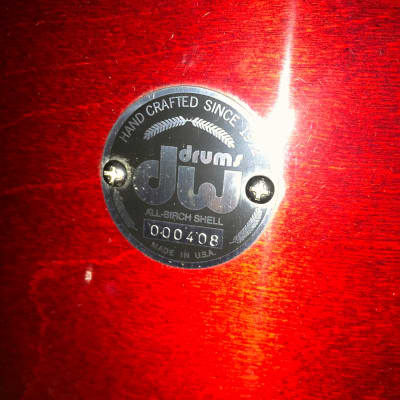 HAND CRAFTED SINCE
drums
dw
ALL-BIRCH SHELL
000408
MADE IN U.S.A.